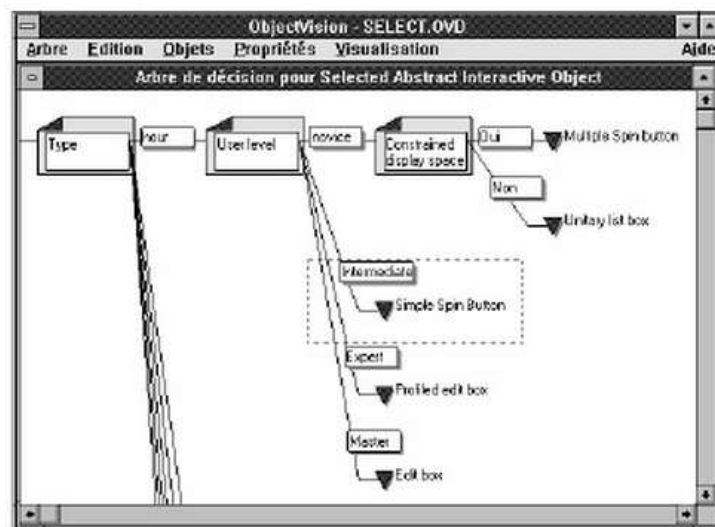 ObjectVision - SELECT.OVD
Arbre Edition Objets Propriétés Visualisation Aide
Arbre de décision pour Selected Abstract Interactive Object
Type
hour
User level
novice
Constrained
display space
Oui
Multiple Spin button
Non
Unitary list box
Intermediate
Simple Spin Button
Expert
Profiled edit box
Master
Edit box